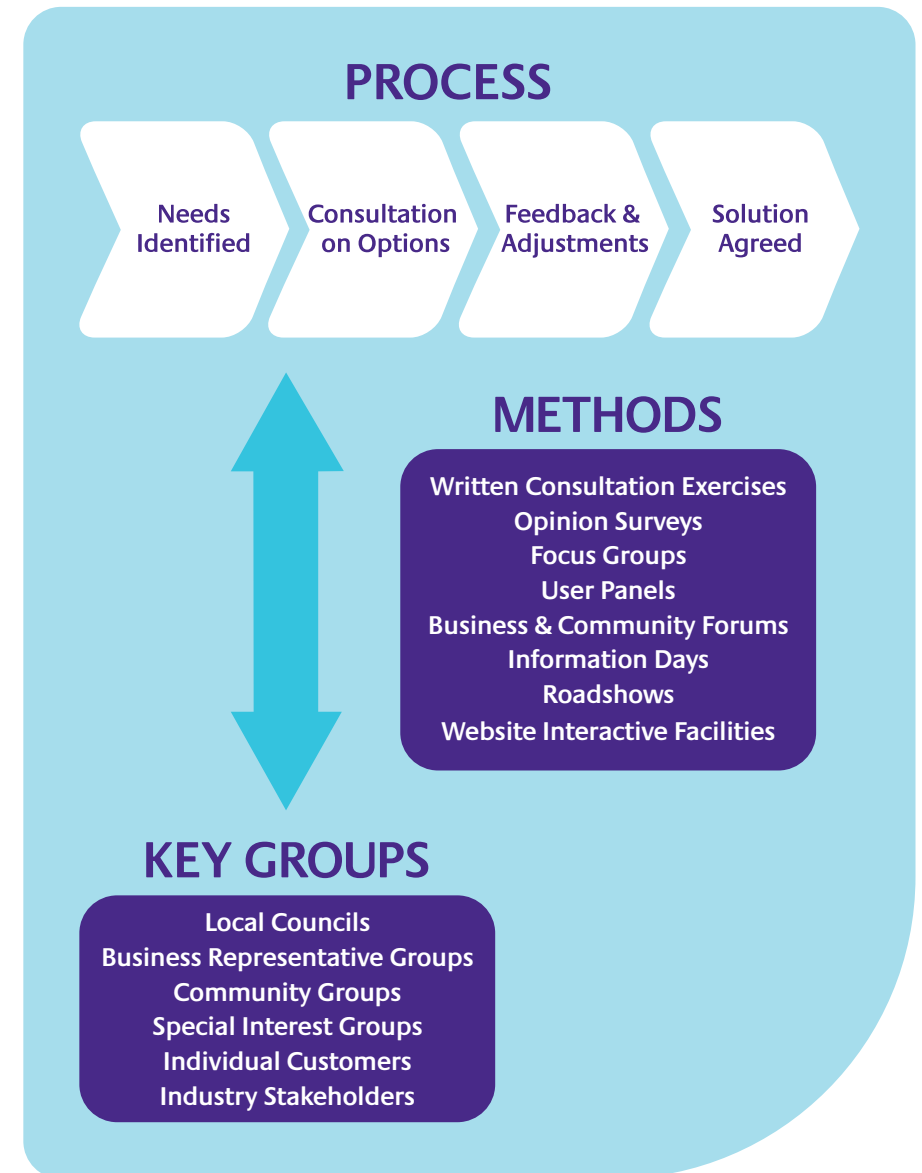 PROCESS
Needs
Identified
Consultation
on Options
Feedback &
Adjustments
Solution
Agreed
METHODS
Written Consultation Exercises
Opinion Surveys
Focus Groups
User Panels
Business & Community Forums
Information Days
Roadshows
Website Interactive Facilities
KEY GROUPS
Local Councils
Business Representative Groups
Community Groups
Special Interest Groups
Individual Customers
Industry Stakeholders